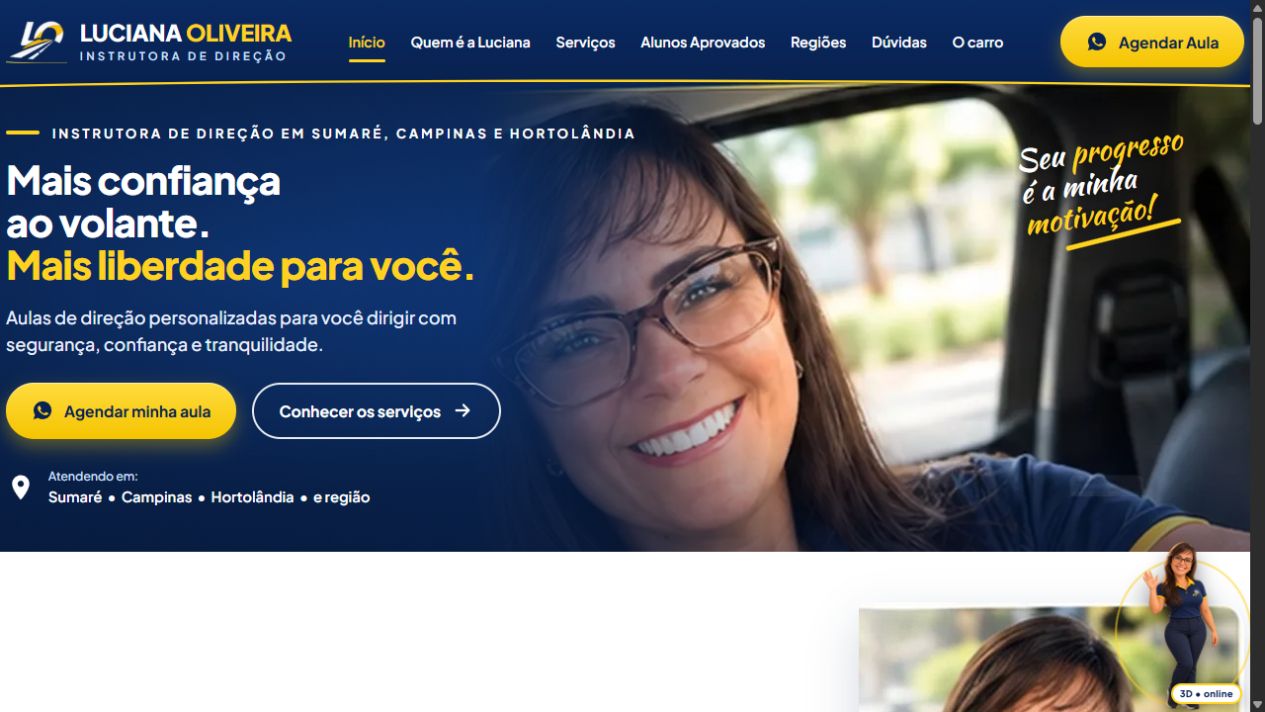 LUCIANA OLIVEIRA
INSTRUTORA DE DIREÇÃO
Início
Quem é a Luciana
Serviços
Alunos Aprovados
Regiões
Dúvidas
O carro
Agendar Aula
INSTRUTORA DE DIREÇÃO EM SUMARÉ, CAMPINAS E HORTOLÂNDIA
Mais confiança
ao volante.
Mais liberdade para você.
Aulas de direção personalizadas para você dirigir com
segurança, confiança e tranquilidade.
Agendar minha aula
Conhecer os serviços →
Atendendo em:
Sumaré • Campinas • Hortolândia • e região
Seu progresso
é a minha
motivação!
3D • online